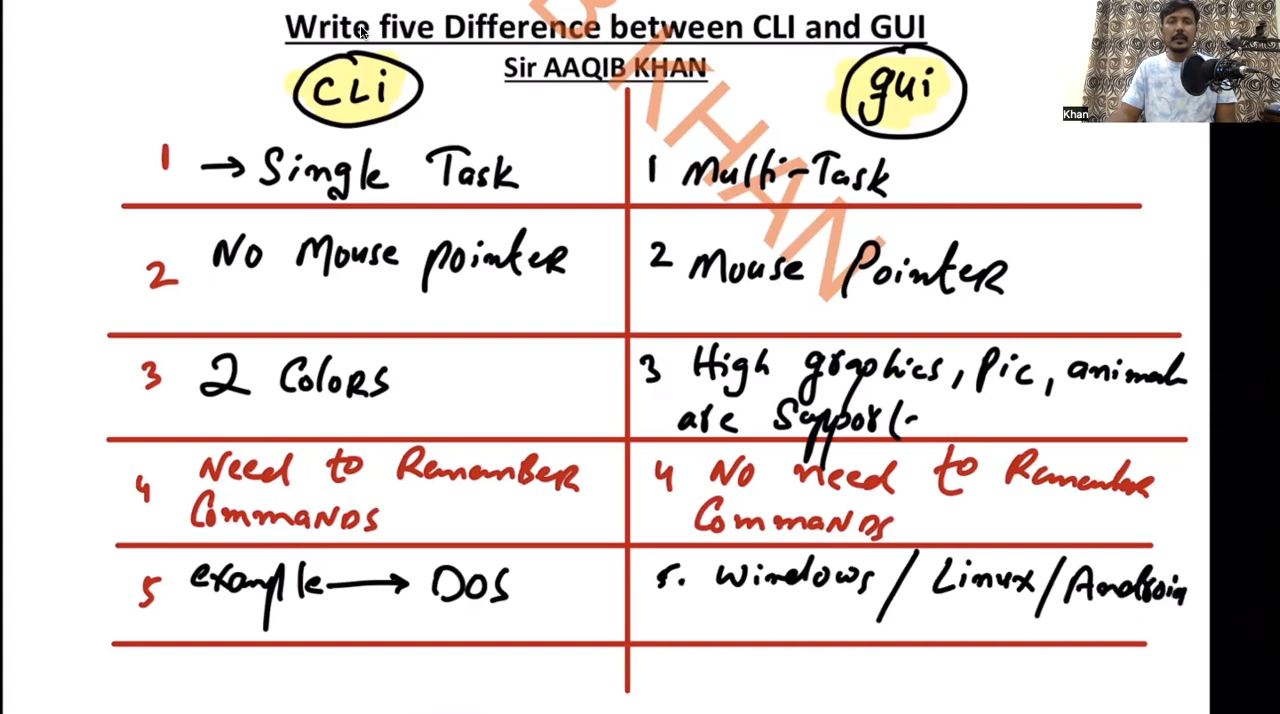 Write five Difference between CLI and GUI
Sir AAQIB KHAN
CLi
gui
1 → Single Task
1 Multi-Task
2 No Mouse pointer
2 Mouse Pointer
3 2 Colors
3 High graphics, Pic,
are Support
4 Need to RememBeR
CommaNDS
4 No need to Remember
CommaNDS
5 example → DOS
5. Windows / Linux / Android
B KHAN
Khan